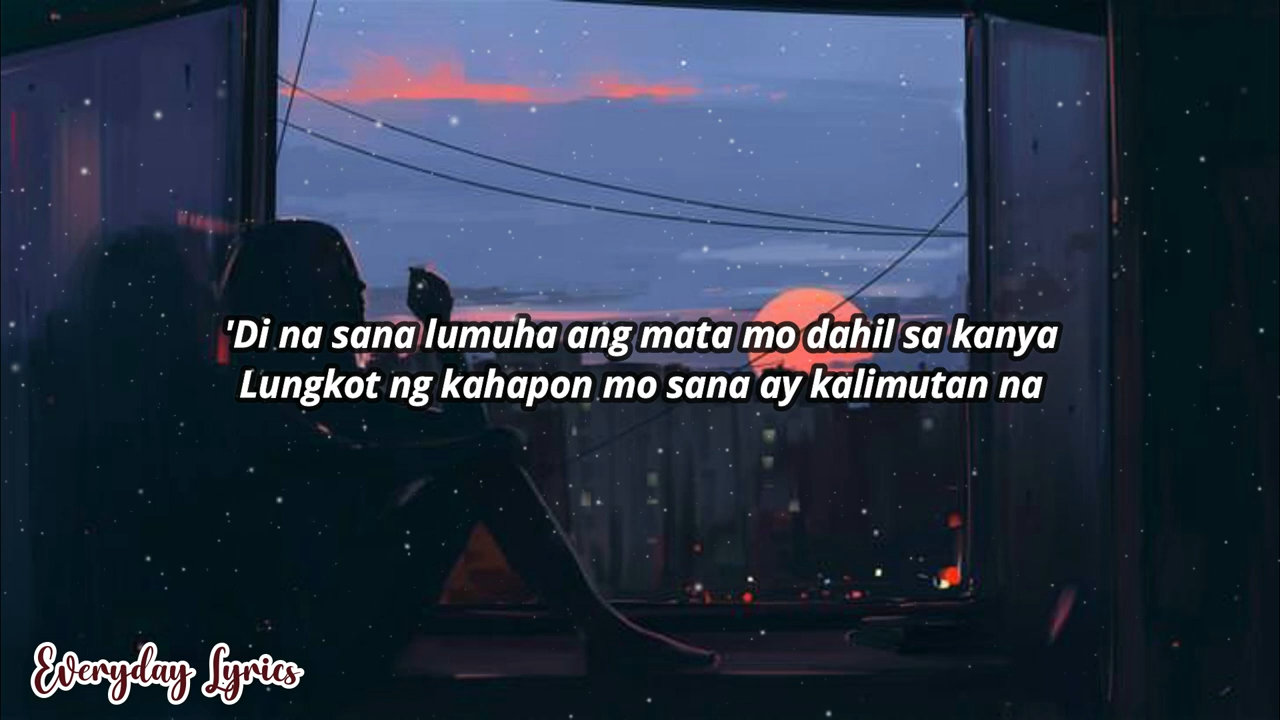 'Di na sana lumuha ang mata mo dahil sa kanya
Lungkot ng kahapon mo sana ay kalimutan na
Everyday Lyrics